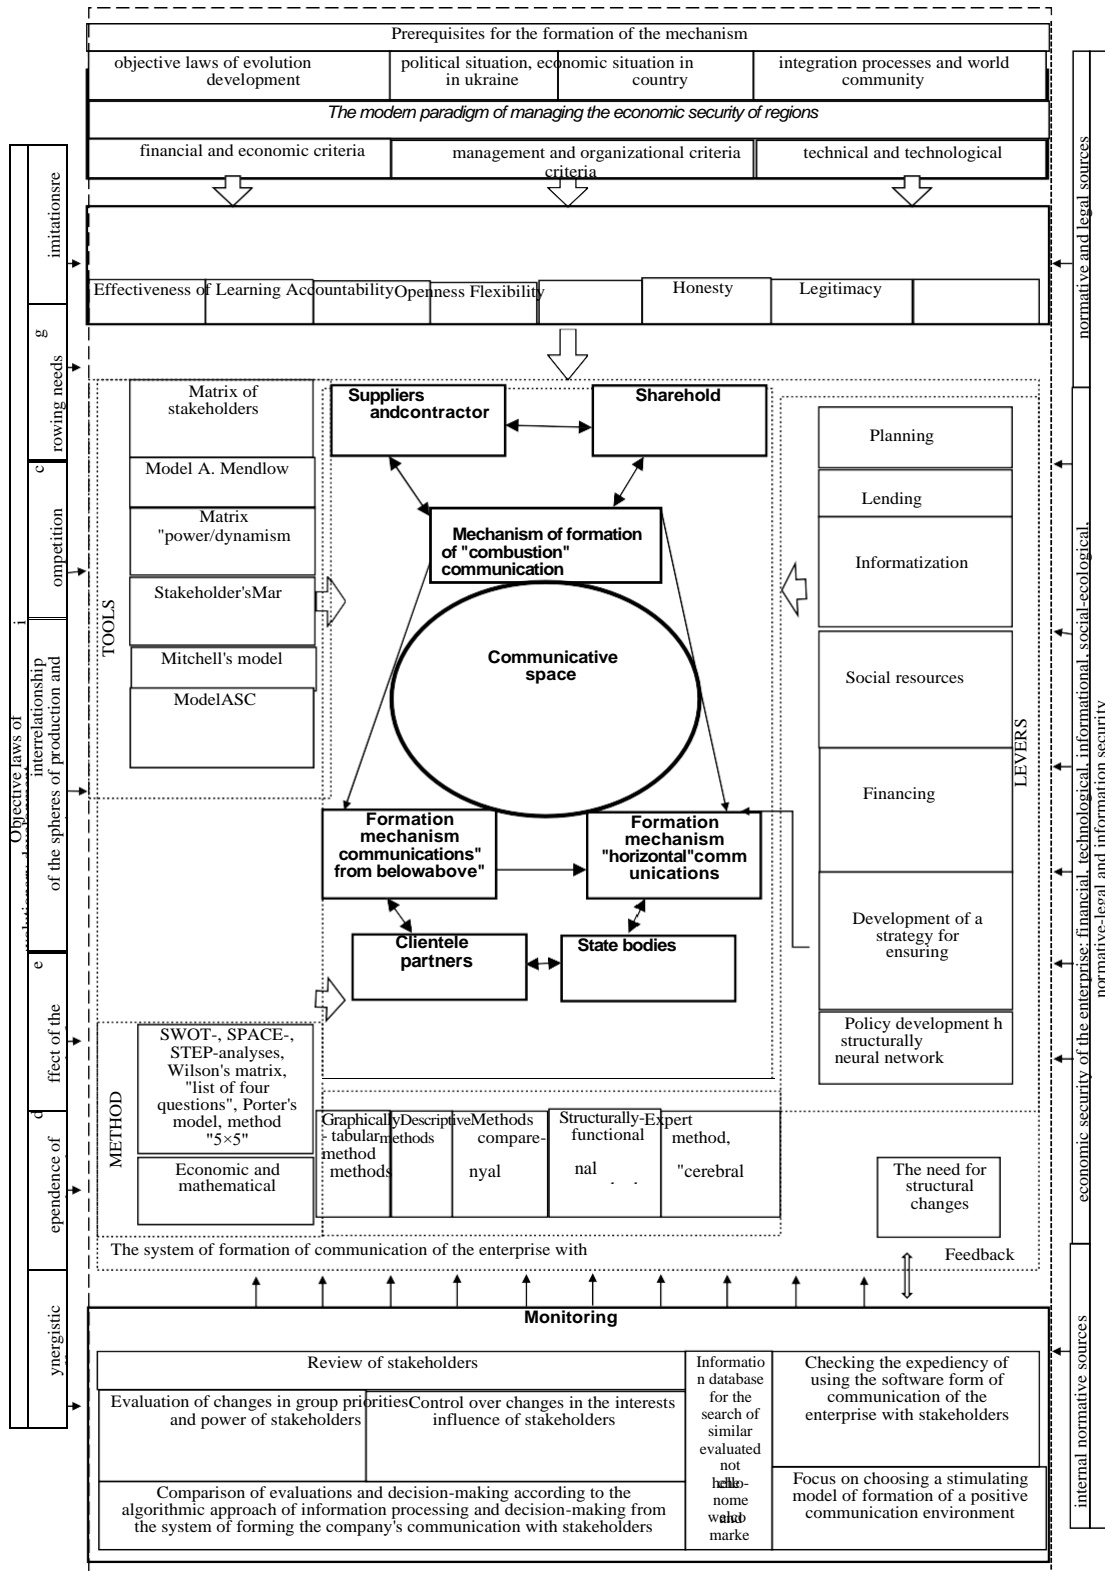 Prerequisites for the formation of the mechanism
objective laws of evolution
development
political situation, economic situation in
in ukraine
country
integration processes and world
community
The modern paradigm of managing the economic security of regions
financial and economic criteria
management and organizational criteria
criteria
technical and technological
Effectiveness of Learning Accountability Openness Flexibility
Honesty
Legitimacy
imitationsre
g
rowing needs
c
ompetition
i
interrelationship
of the spheres of production and
Objective laws of
e
ffect of the
d
ependence of
ynergistic
TOOLS
Matrix of
stakeholders
Model A. Mendlow
Matrix
"power/dynamism
Stakeholder'sMar
Mitchell's model
ModelASC
Suppliers
andcontractor
Sharehold
Mechanism of formation
of "combustion"
communication
Communicative
space
Formation
mechanism
communications"
from belowabove"
Formation
mechanism
"horizontal"comm
unications
Clientele
partners
State bodies
LEVERS
Planning
Lending
Informatization
Social resources
Financing
Development of a
strategy for
ensuring
Policy development h
structurally
neural network
METHOD
SWOT-, SPACE-,
STEP-analyses,
Wilson's matrix,
"list of four
questions", Porter's
model, method
"5×5"
Economic and
mathematical
Graphically
- tabular
method
methods
Descriptive
methods
Methods
compare-
nyal
Structurally-
functional
nal
Expert
method,
"cerebral
The need for
structural
changes
The system of formation of communication of the enterprise with
Feedback
Monitoring
Review of stakeholders
Evaluation of changes in group priorities
and power of stakeholders
Control over changes in the interests
influence of stakeholders
Comparison of evaluations and decision-making according to the
algorithmic approach of information processing and decision-making from
the system of forming the company's communication with stakeholders
Informatio
n database
for the
search of
similar
evaluated
not
nome
marke
Checking the expediency of
using the software form of
communication of the
enterprise with stakeholders
Focus on choosing a stimulating
model of formation of a positive
communication environment
normative and legal sources
economic security of the enterprise: financial, technological, informational, social-ecological,
normative-legal and information security
internal normative sources